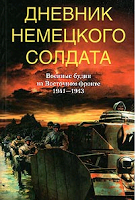 ДНЕВНИК
НЕМЕЦКОГО
СОЛДАТА
Военные будни
на Восточном фронте
1941—1943